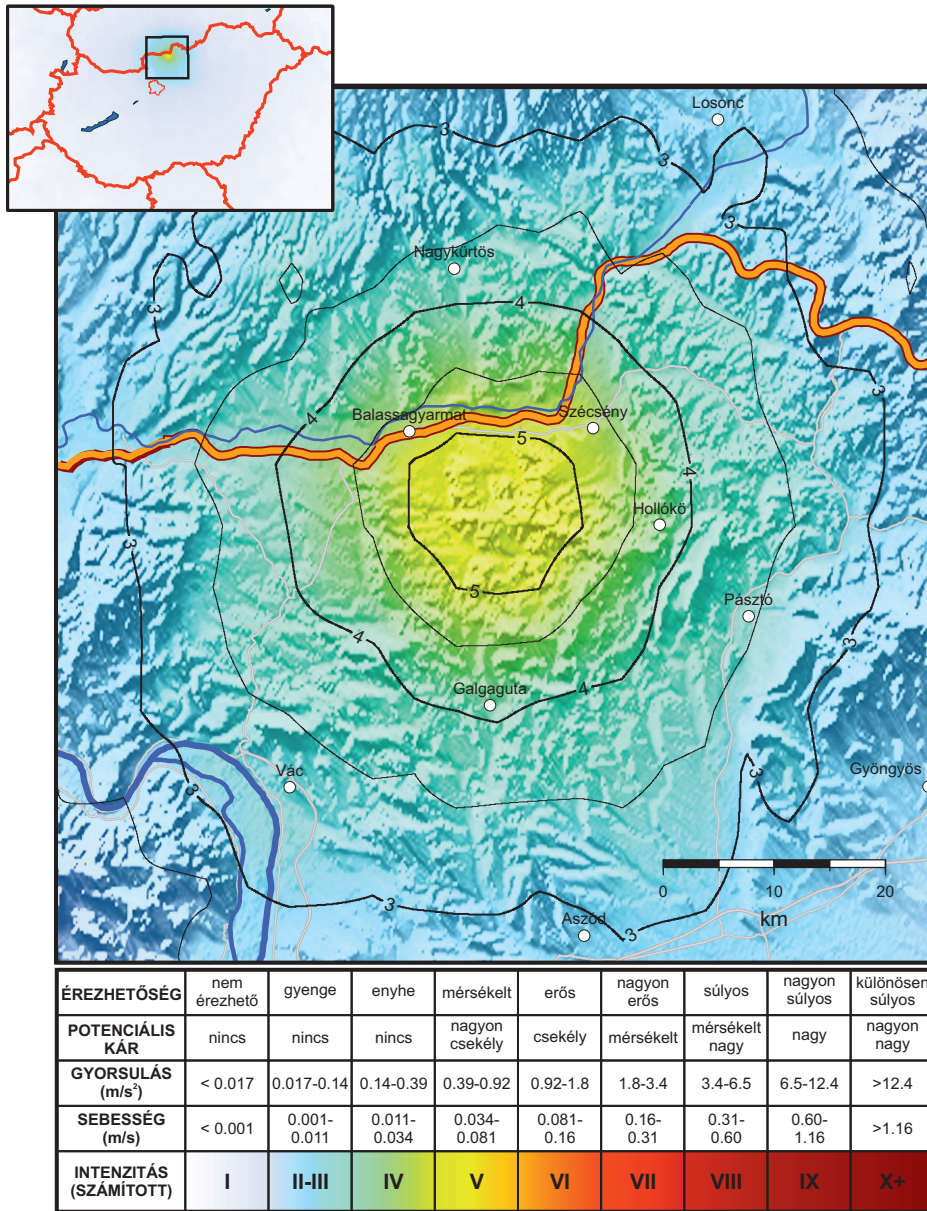 Losonc
3
3
3
Nagykürtös
3
4
3
4
Balassagyarmat
Szécsény
5
4
Hollókö
3
3
5
Pásztó
3
4
4
Galgaguta
3
Vác
3
Gyöngyös
3
3
Aszód
0 10 20
km
ÉREZHETŐSÉG
nem érezhető
gyenge
enyhe
mérsékelt
erős
nagyon erős
súlyos
nagyon súlyos
különösen súlyos
POTENCIÁLIS KÁR
nincs
nincs
nincs
nagyon csekély
csekély
mérsékelt
mérsékelt nagy
nagy
nagyon nagy
GYORSULÁS (m/s²)
< 0.017
0.017-0.14
0.14-0.39
0.39-0.92
0.92-1.8
1.8-3.4
3.4-6.5
6.5-12.4
>12.4
SEBESSÉG (m/s)
< 0.001
0.001-0.011
0.011-0.034
0.034-0.081
0.081-0.16
0.16-0.31
0.31-0.60
0.60-1.16
>1.16
INTENZITÁS (SZÁMÍTOTT)
I
II-III
IV
V
VI
VII
VIII
IX
X+